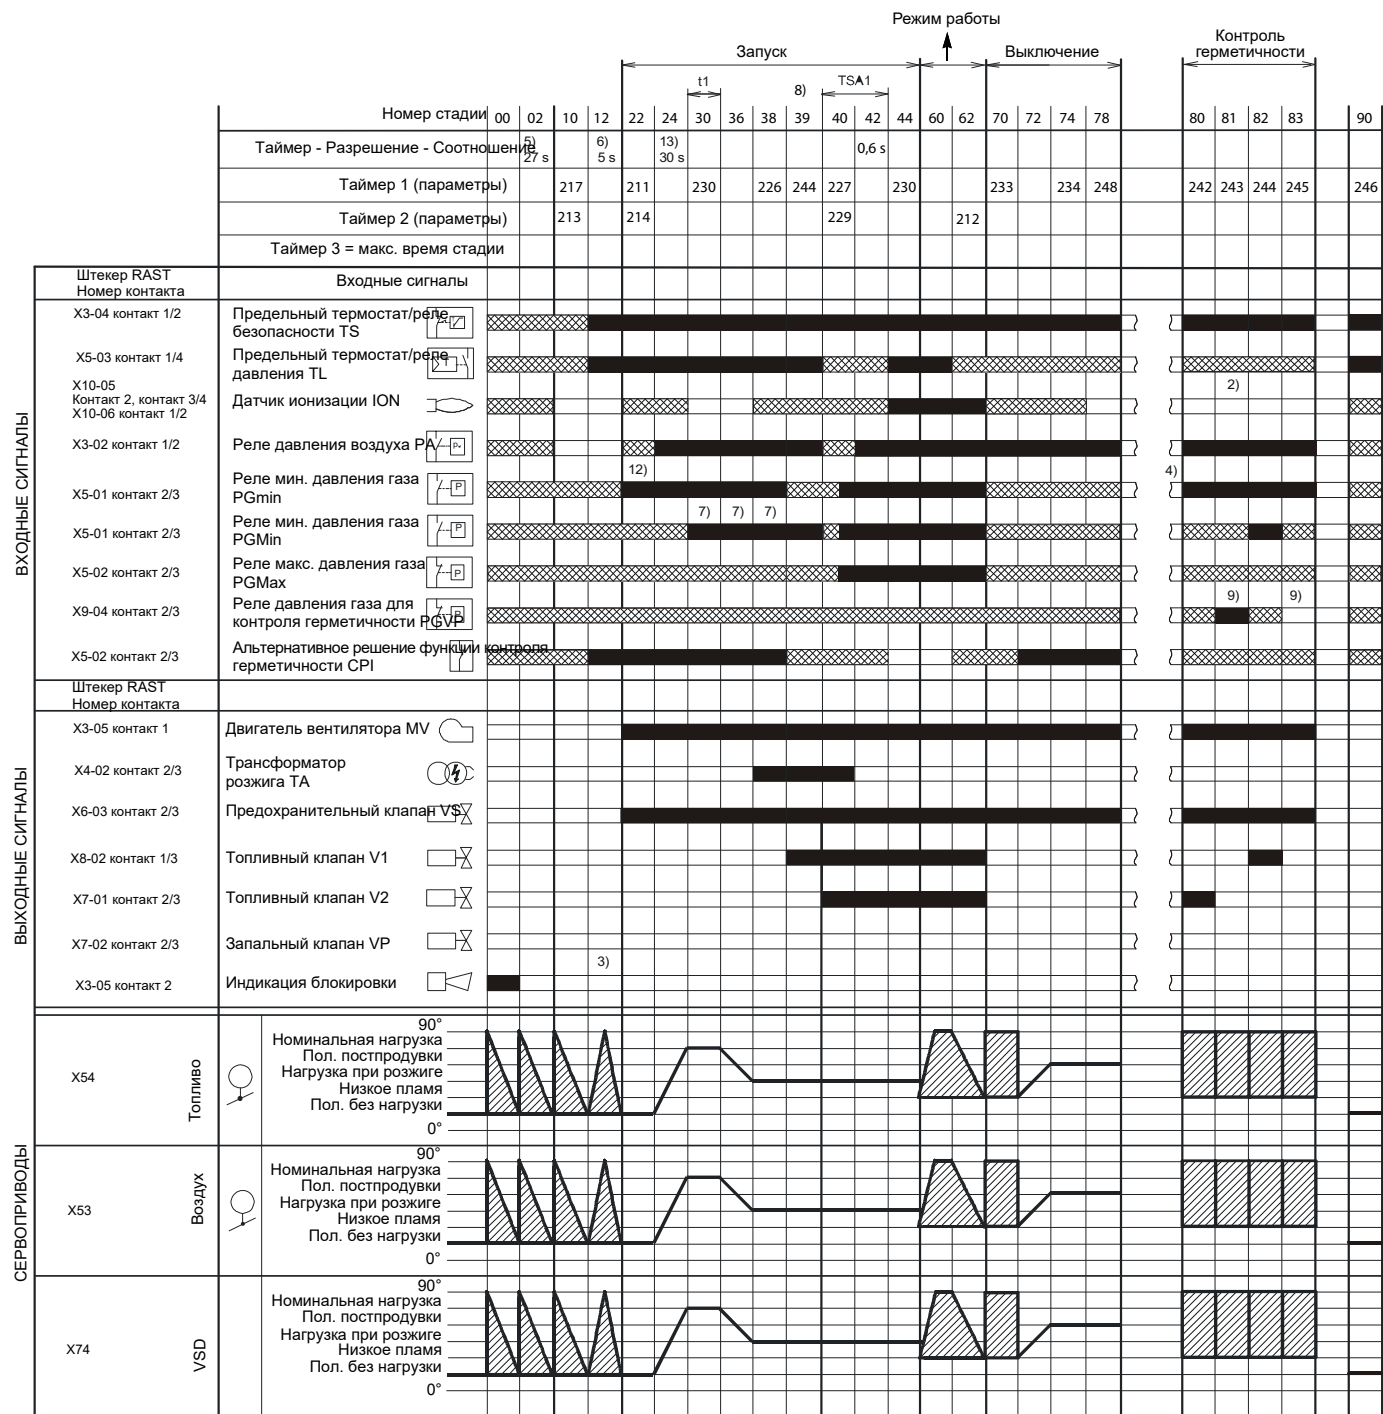 Режим работы
Запуск
Выключение
Контроль
герметичности
t1
8)
TSA1
Номер стадии 00 02 10 12 22 24 30 36 38 39 40 42 44 60 62 70 72 74 78 80 81 82 83 90
Таймер - Разрешение - Соотношение
5)
27 s
6)
5 s
13)
30 s
0,6 s
Таймер 1 (параметры) 217 211 230 226 244 227 230 233 234 248 242 243 244 245 246
Таймер 2 (параметры) 213 214 229 212
Таймер 3 = макс. время стадии
Штекер RAST
Номер контакта
Входные сигналы
ВХОДНЫЕ СИГНАЛЫ
X3-04 контакт 1/2
Предельный термостат/реле
безопасности TS
X5-03 контакт 1/4
Предельный термостат/реле
давления TL
X10-05
Контакт 2, контакт 3/4
X10-06 контакт 1/2
Датчик ионизации ION
2)
X3-02 контакт 1/2
Реле давления воздуха PA
12)
4)
X5-01 контакт 2/3
Реле мин. давления газа
PGmin
7) 7) 7)
X5-01 контакт 2/3
Реле мин. давления газа
PGMin
X5-02 контакт 2/3
Реле макс. давления газа
PGMax
9) 9)
X9-04 контакт 2/3
Реле давления газа для
контроля герметичности PGVP
X5-02 контакт 2/3
Альтернативное решение функции контроля
герметичности CPI
Штекер RAST
Номер контакта
ВЫХОДНЫЕ СИГНАЛЫ
X3-05 контакт 1
Двигатель вентилятора MV
X4-02 контакт 2/3
Трансформатор
розжига TA
X6-03 контакт 2/3
Предохранительный клапан VS
X8-02 контакт 1/3
Топливный клапан V1
X7-01 контакт 2/3
Топливный клапан V2
X7-02 контакт 2/3
Запальный клапан VP
3)
X3-05 контакт 2
Индикация блокировки
СЕРВОПРИВОДЫ
X54
Топливо
90°
Номинальная нагрузка
Пол. постпродувки
Нагрузка при розжиге
Низкое пламя
Пол. без нагрузки
0°
X53
Воздух
90°
Номинальная нагрузка
Пол. постпродувки
Нагрузка при розжиге
Низкое пламя
Пол. без нагрузки
0°
X74
VSD
90°
Номинальная нагрузка
Пол. постпродувки
Нагрузка при розжиге
Низкое пламя
Пол. без нагрузки
0°